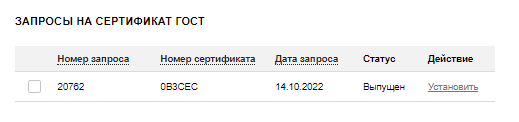 ЗАПРОСЫ НА СЕРТИФИКАТ ГОСТ
Номер запроса Номер сертификата Дата запроса Статус Действие
20762 0B3CEC 14.10.2022 Выпущен Установить